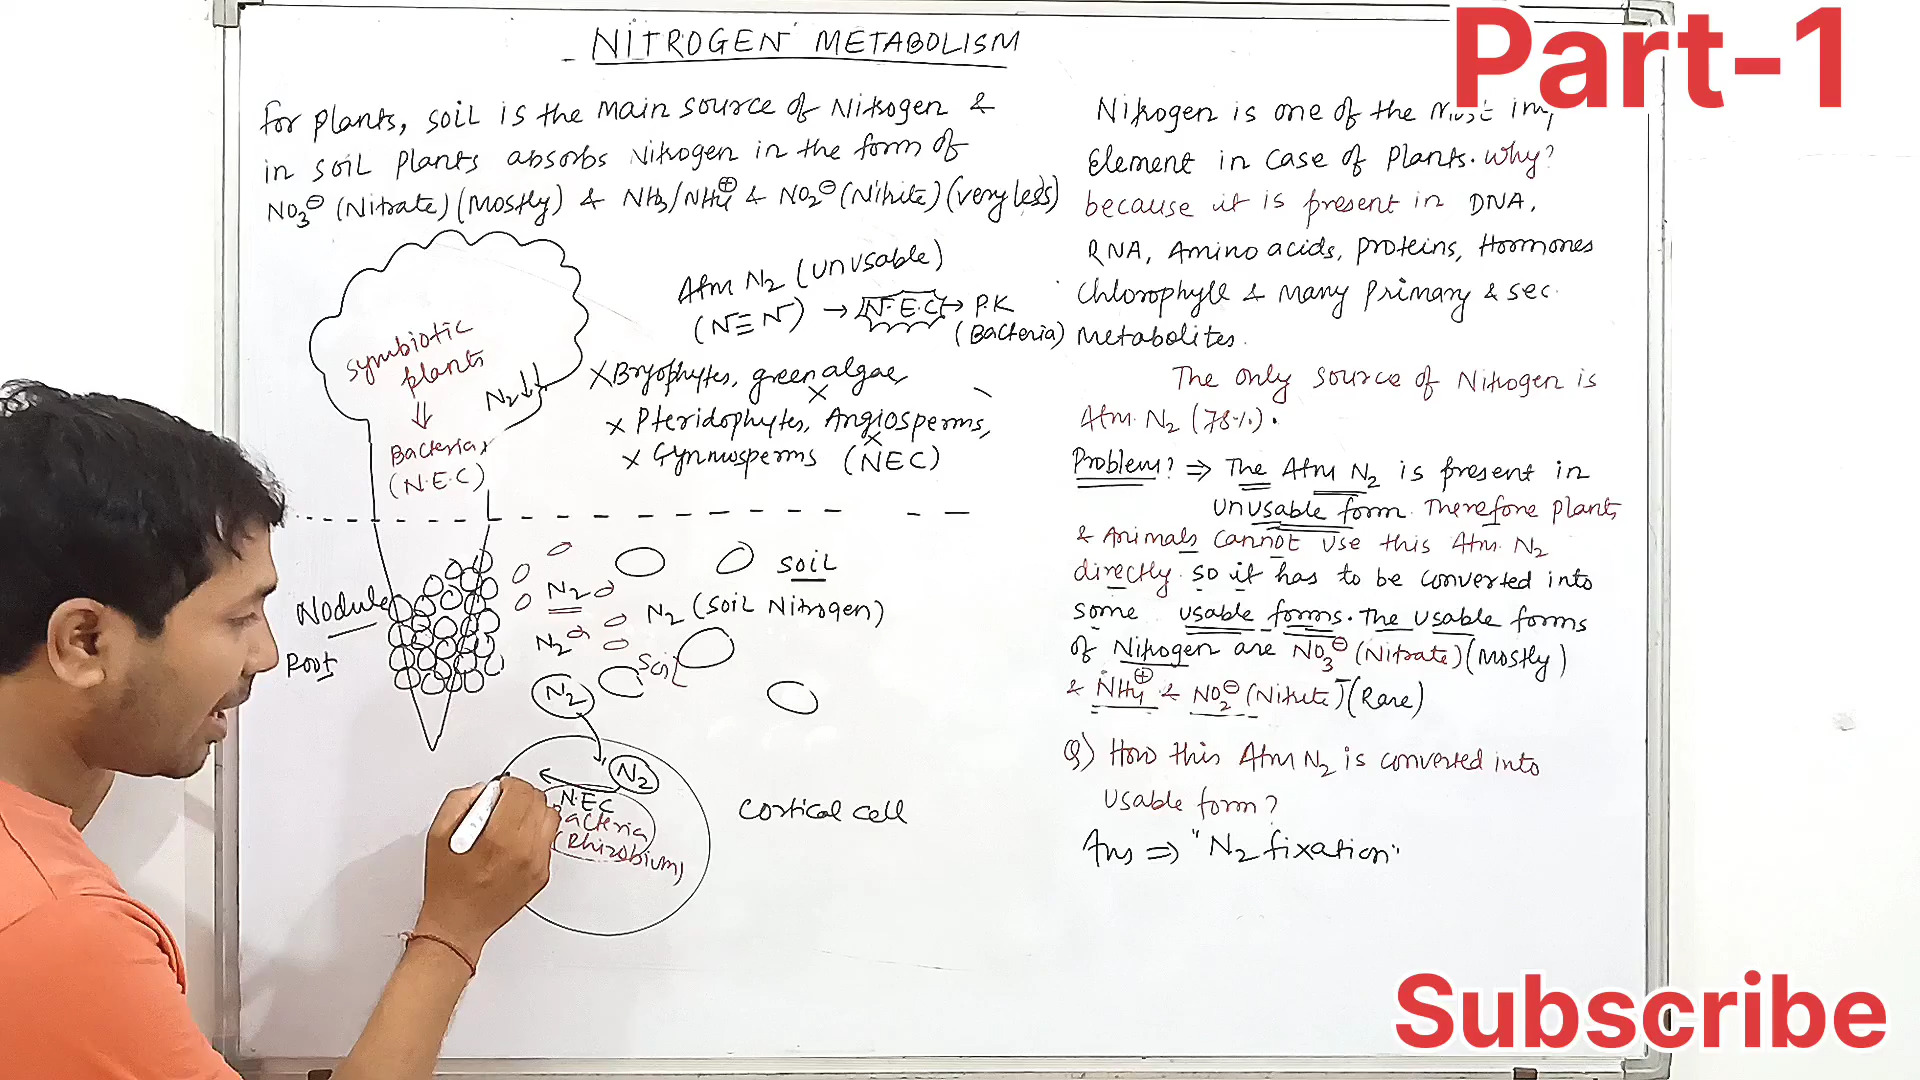 NITROGEN METABOLISM
Part-1
For plants, soil is the main source of Nitrogen &
in soil plants absorbs Nitrogen in the form of
NO3⊖ (Nitrate) (Mostly) & NH3/NH4⊕ & NO2⊖ (Nitrite) (very less)
Atm N2 (unusable)
(N≡N) → N.E.C → P.K
(Bacteria)
X Bryophytes, green algae,
X
X Pteridophytes, Angiosperms,
X
X Gymnosperms (NEC)
symbiotic
plants
⇓
N2↓↓
Bacteria
(N.E.C)
Nodule
Root
N2
soil
N2 (soil Nitrogen)
N2
soil
N2
N2
N.E.C
Bacteria
(Rhizobium)
cortical cell
Nitrogen is one of the
Element in case of plants. Why?
because it is present in DNA,
RNA, Amino acids, proteins, Hormones
Chlorophyll & many primary & sec.
metabolites.
The only source of Nitrogen is
Atm. N2 (78%).
Problem? ⇒ The Atm N2 is present in
unusable form. Therefore plants
& Animals cannot use this Atm. N2
directly. so it has to be converted into
some usable forms. The usable forms
of Nitrogen are NO3⊖ (Nitrate) (Mostly)
& NH4⊕ & NO2⊖ (Nitrite) (Rare)
Q) How this Atm N2 is converted into
usable form?
Ans ⇒ "N2 fixation"
Subscribe